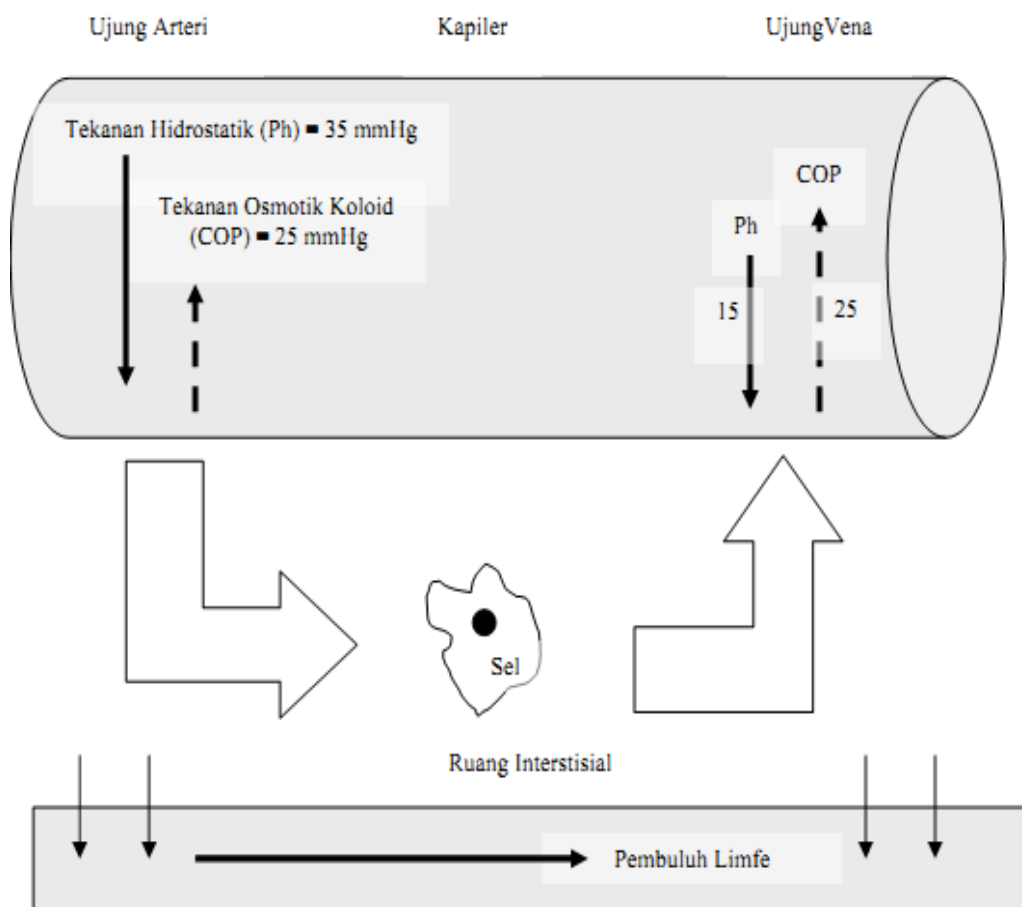 Ujung Arteri
Kapiler
UjungVena
Tekanan Hidrostatik (Ph) = 35 mmHg
Tekanan Osmotik Koloid
(COP) = 25 mmHg
COP
Ph
15
25
Sel
Ruang Interstisial
Pembuluh Limfe